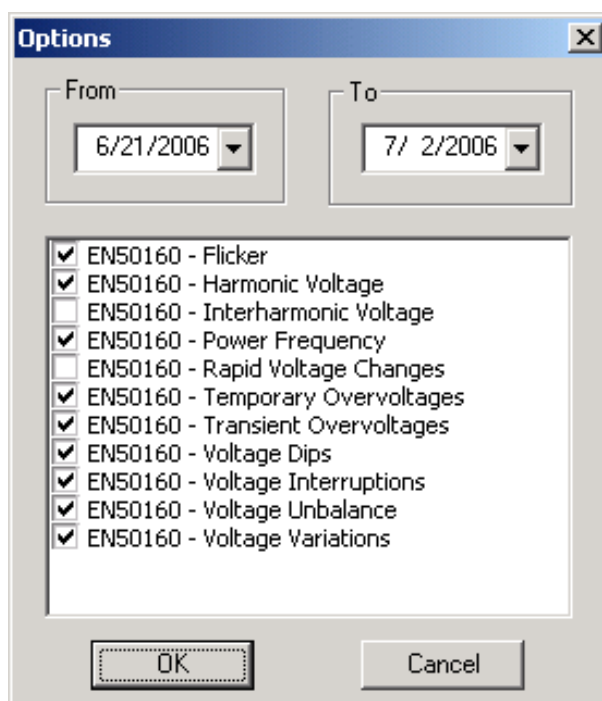 Options
From
To
6/21/2006
7/ 2/2006
EN50160 - Flicker
EN50160 - Harmonic Voltage
EN50160 - Interharmonic Voltage
EN50160 - Power Frequency
EN50160 - Rapid Voltage Changes
EN50160 - Temporary Overvoltages
EN50160 - Transient Overvoltages
EN50160 - Voltage Dips
EN50160 - Voltage Interruptions
EN50160 - Voltage Unbalance
EN50160 - Voltage Variations
OK
Cancel